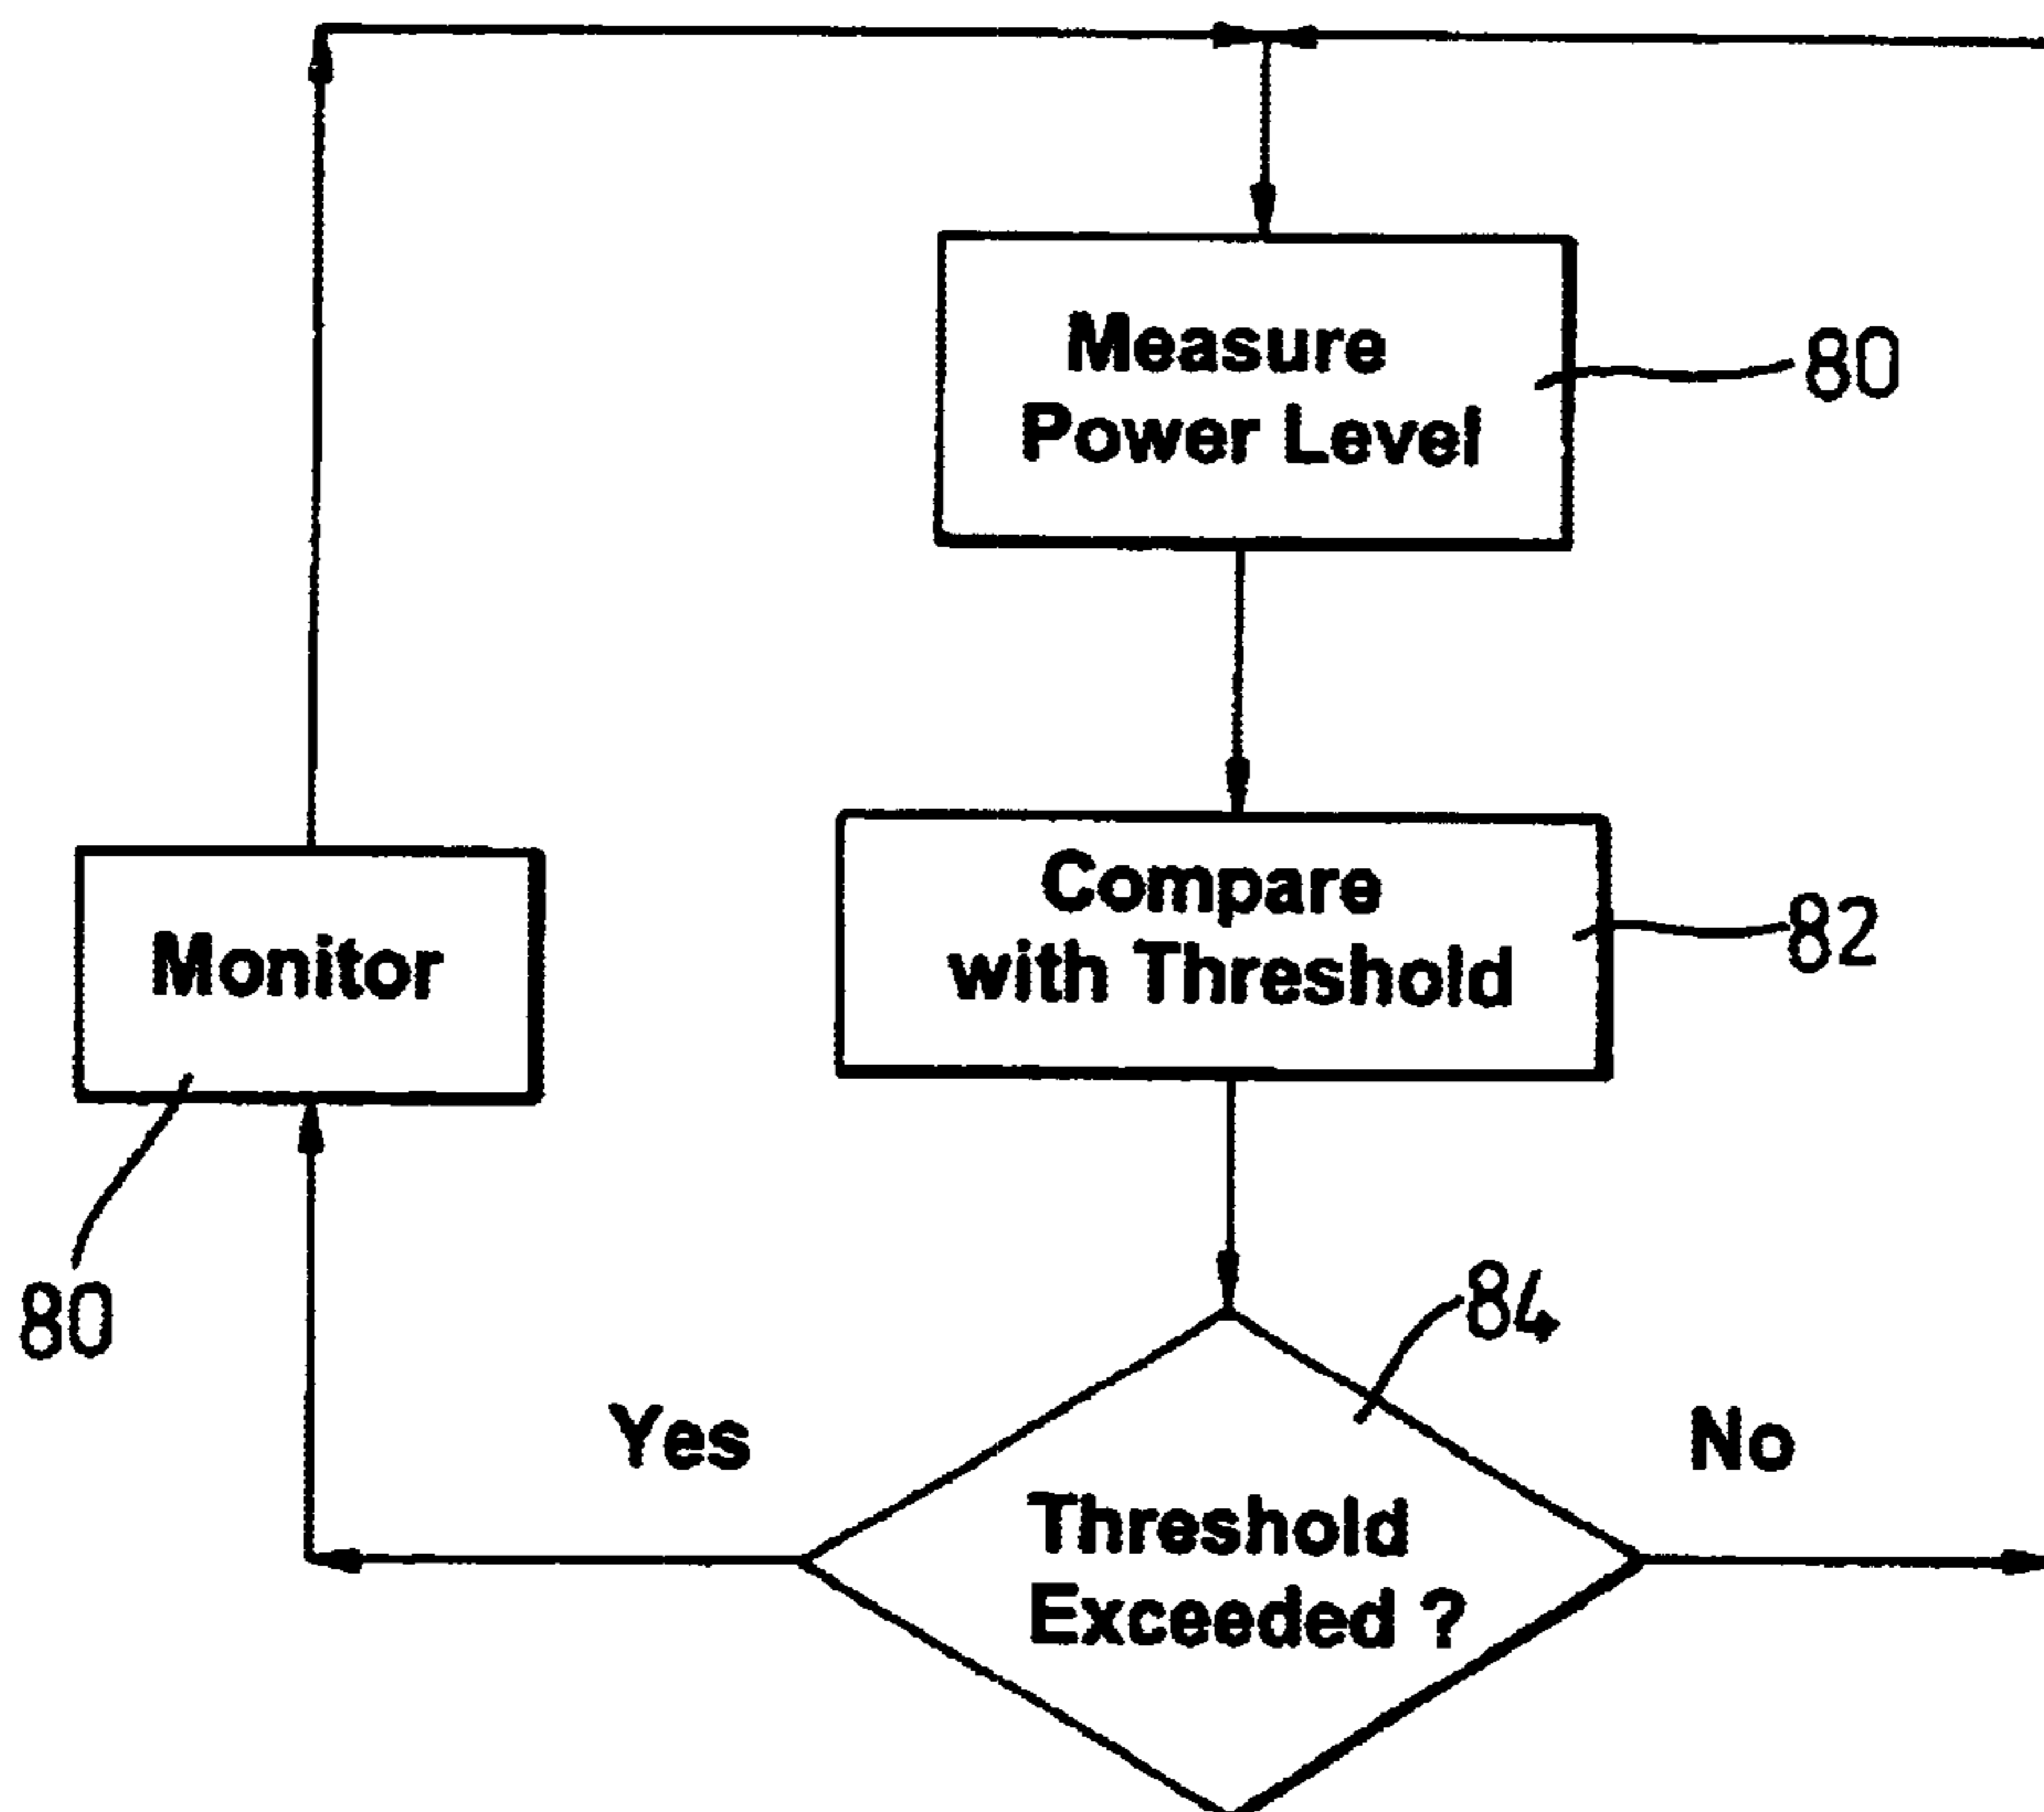 Measure
Power Level
80
Compare
with Threshold
82
Monitor
80
84
Yes
No
Threshold
Exceeded ?